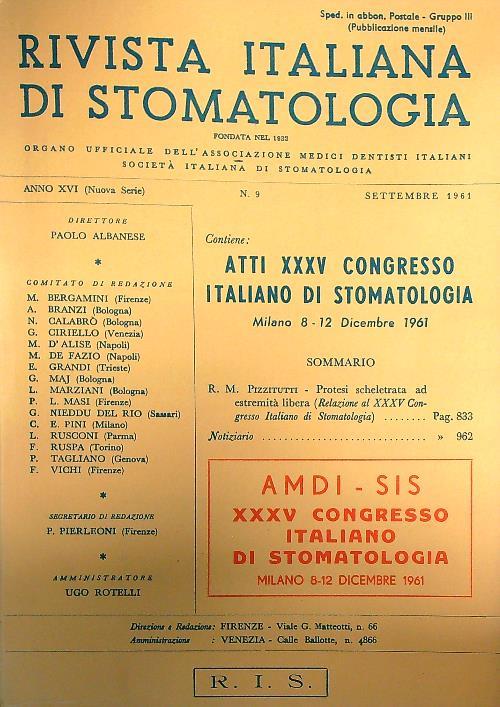 Sped. in abbon. Postale - Gruppo III
(Pubblicazione mensile)
RIVISTA ITALIANA
DI STOMATOLOGIA
FONDATA NEL 1932
ORGANO UFFICIALE DELL'ASSOCIAZIONE MEDICI DENTISTI ITALIANI
SOCIETÀ ITALIANA DI STOMATOLOGIA
ANNO XVI (Nuova Serie)
N. 9
SETTEMBRE 1961
DIRETTORE
PAOLO ALBANESE
*
COMITATO DI REDAZIONE
M. BERGAMINI (Firenze)
A. BRANZI (Bologna)
N. CALABRÒ (Bologna)
G. CIRIELLO (Venezia)
M. D'ALISE (Napoli)
M. DE FAZIO (Napoli)
E. GRANDI (Trieste)
G. MAJ (Bologna)
L. MARZIANI (Bologna)
P. L. MASI (Firenze)
G. NIEDDU DEL RIO (Sassari)
C. E. PINI (Milano)
L. RUSCONI (Parma)
F. RUSPA (Torino)
P. TAGLIANO (Genova)
F. VICHI (Firenze)
*
SEGRETARIO DI REDAZIONE
P. PIERLEONI (Firenze)
*
AMMINISTRATORE
UGO ROTELLI
Contiene:
ATTI XXXV CONGRESSO
ITALIANO DI STOMATOLOGIA
Milano 8 - 12 Dicembre 1961
SOMMARIO
R. M. PIZZITUTTI - Protesi scheletrata ad
estremità libera (Relazione al XXXV Con-
gresso Italiano di Stomatologia) ........ Pag. 833
Notiziario .............................. » 962
AMDI - SIS
XXXV CONGRESSO
ITALIANO
DI STOMATOLOGIA
MILANO 8-12 DICEMBRE 1961
Direzione e Redazione: FIRENZE - Viale G. Matteotti, n. 66
Amministrazione : VENEZIA - Calle Ballotte, n. 4866
R. I. S.